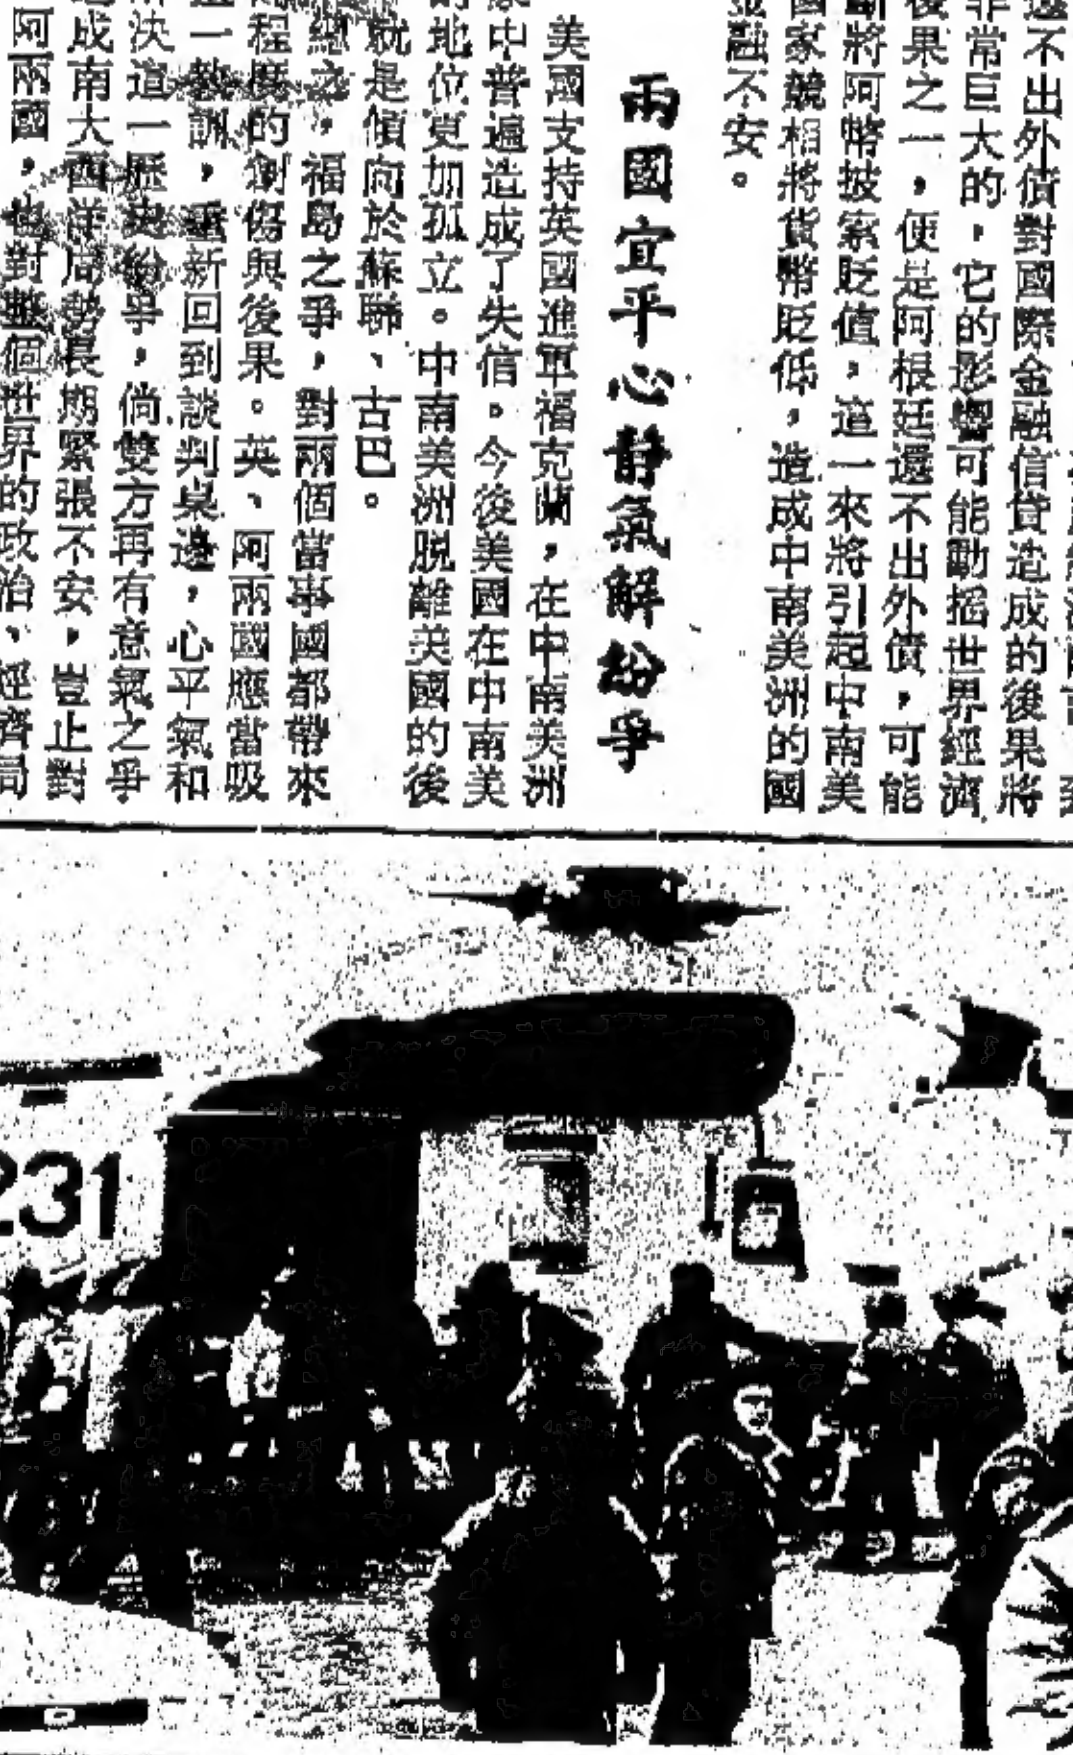 還不出外債對國際金融信貸造成的後果將
非常巨大的，它的影響可能動搖世界經濟
後果之一，便是阿根廷還不出外債，可能
將阿幣披索貶值，這一來將引起中南美
國家競相將貨幣貶低，造成中南美洲的國
金融不安。
兩國宜平心靜氣解紛爭
美國支持英國進軍福克蘭，在中南美洲
中普遍造成了失信。今後美國在中南美
的地位更加孤立。中南美洲脫離美國的後
就是傾向於蘇聯、古巴。
總之，福島之爭，對兩個當事國都帶來
程度的創傷與後果。英、阿兩國應當吸
一教訓，重新回到談判桌邊，心平氣和
決這一歷史紛爭，倘雙方再有意氣之爭
成南大西洋局勢長期緊張不安，豈止對
阿兩國，也對整個世界的政治、經濟局
231